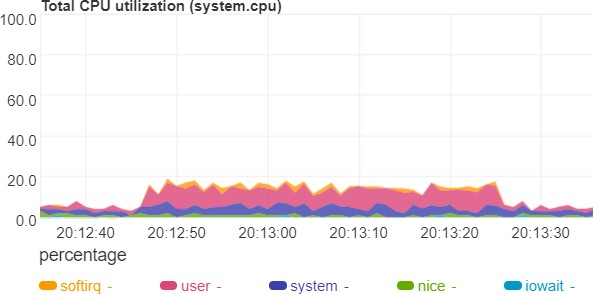 Total CPU utilization (system.cpu)
100.0
80.0
60.0
40.0
20.0
0.0
20:12:40 20:12:50 20:13:00 20:13:10 20:13:20 20:13:30
percentage
softirq - user - system - nice - iowait -